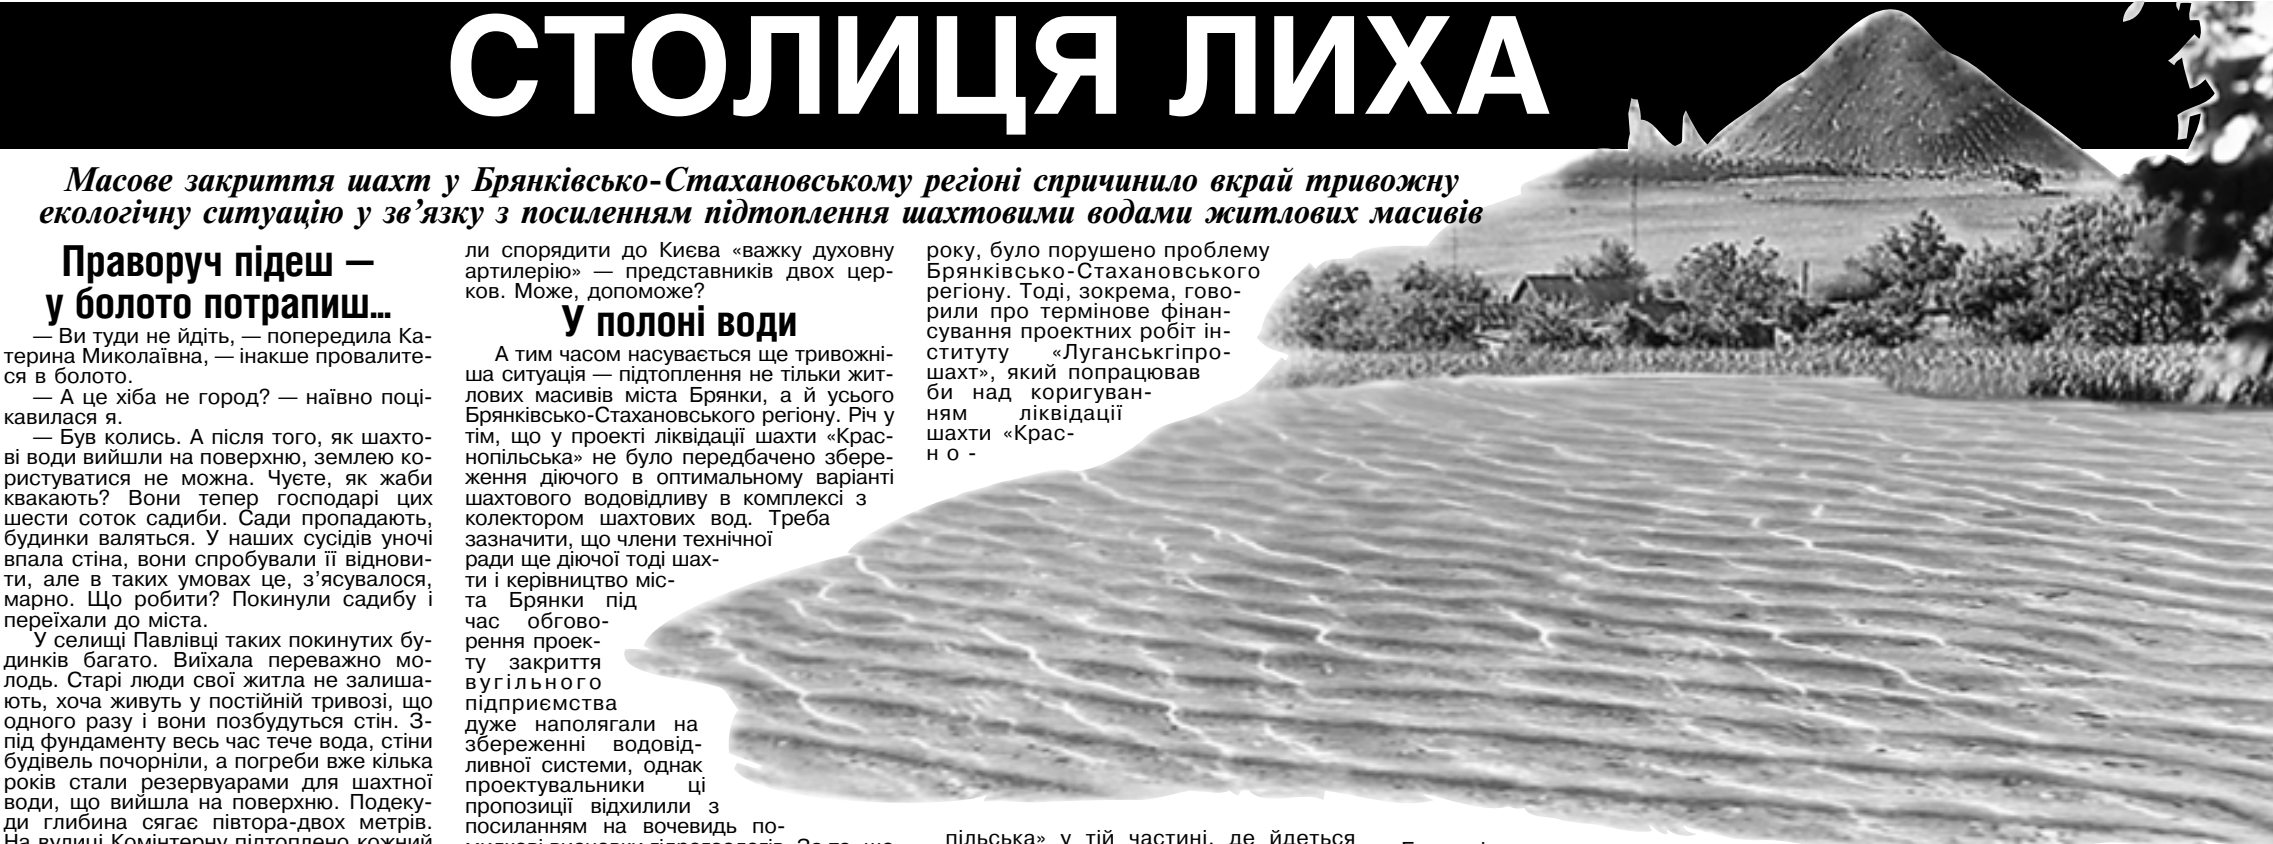 СТОЛИЦЯ ЛИХА
Масове закриття шахт у Брянківсько-Стахановському регіоні спричинило вкрай тривожну
екологічну ситуацію у зв’язку з посиленням підтоплення шахтовими водами житлових масивів
Праворуч підеш —
у болото потрапиш...
— Ви туди не йдіть, — попередила Ка-
терина Миколаївна, — інакше провалите-
ся в болото.
— А це хіба не город? — наївно поці-
кавилася я.
— Був колись. А після того, як шахто-
ві води вийшли на поверхню, землею ко-
ристуватися не можна. Чуєте, як жаби
квакають? Вони тепер господарі цих
шести соток садиби. Сади пропадають,
будинки валяться. У наших сусідів уночі
впала стіна, вони спробували її віднови-
ти, але в таких умовах це, з’ясувалося,
марно. Що робити? Покинули садибу і
переїхали до міста.
У селищі Павлівці таких покинутих бу-
динків багато. Виїхала переважно мо-
лодь. Старі люди свої житла не залиша-
ють, хоча живуть у постійній тривозі, що
одного разу і вони позбудуться стін. З-
під фундаменту весь час тече вода, стіни
будівель почорніли, а погреби вже кілька
років стали резервуарами для шахтної
води, що вийшла на поверхню. Подеку-
ди глибина сягає півтора-двох метрів.
На вулиці Комінтерну підтоплено кожний
ли спорядити до Києва «важку духовну
артилерію» — представників двох цер-
ков. Може, допоможе?
У полоні води
А тим часом насувається ще тривожні-
ша ситуація — підтоплення не тільки жит-
лових масивів міста Брянки, а й усього
Брянківсько-Стахановського регіону. Річ у
тім, що у проекті ліквідації шахти «Крас-
нопільська» не було передбачено збере-
ження діючого в оптимальному варіанті
шахтового водовідливу в комплексі з
колектором шахтових вод. Треба
зазначити, що члени технічної
ради ще діючої тоді шах-
ти і керівництво міс-
та Брянки під
час обгово-
рення проек-
ту закриття
вугільного
підприємства
дуже наполягали на
збереженні водовід-
ливної системи, однак
проектувальники ці
пропозиції відхилили з
посиланням на вочевидь по-
милкові висновки гідрогеологів. За те, що
року, було порушено проблему
Брянківсько-Стахановського
регіону. Тоді, зокрема, гово-
рили про термінове фінан-
сування проектних робіт ін-
ституту «Луганськгіпро-
шахт», який попрацював
би над коригуван-
ням ліквідації
шахти «Крас-
но-
пільська» у тій частині, де йдеться